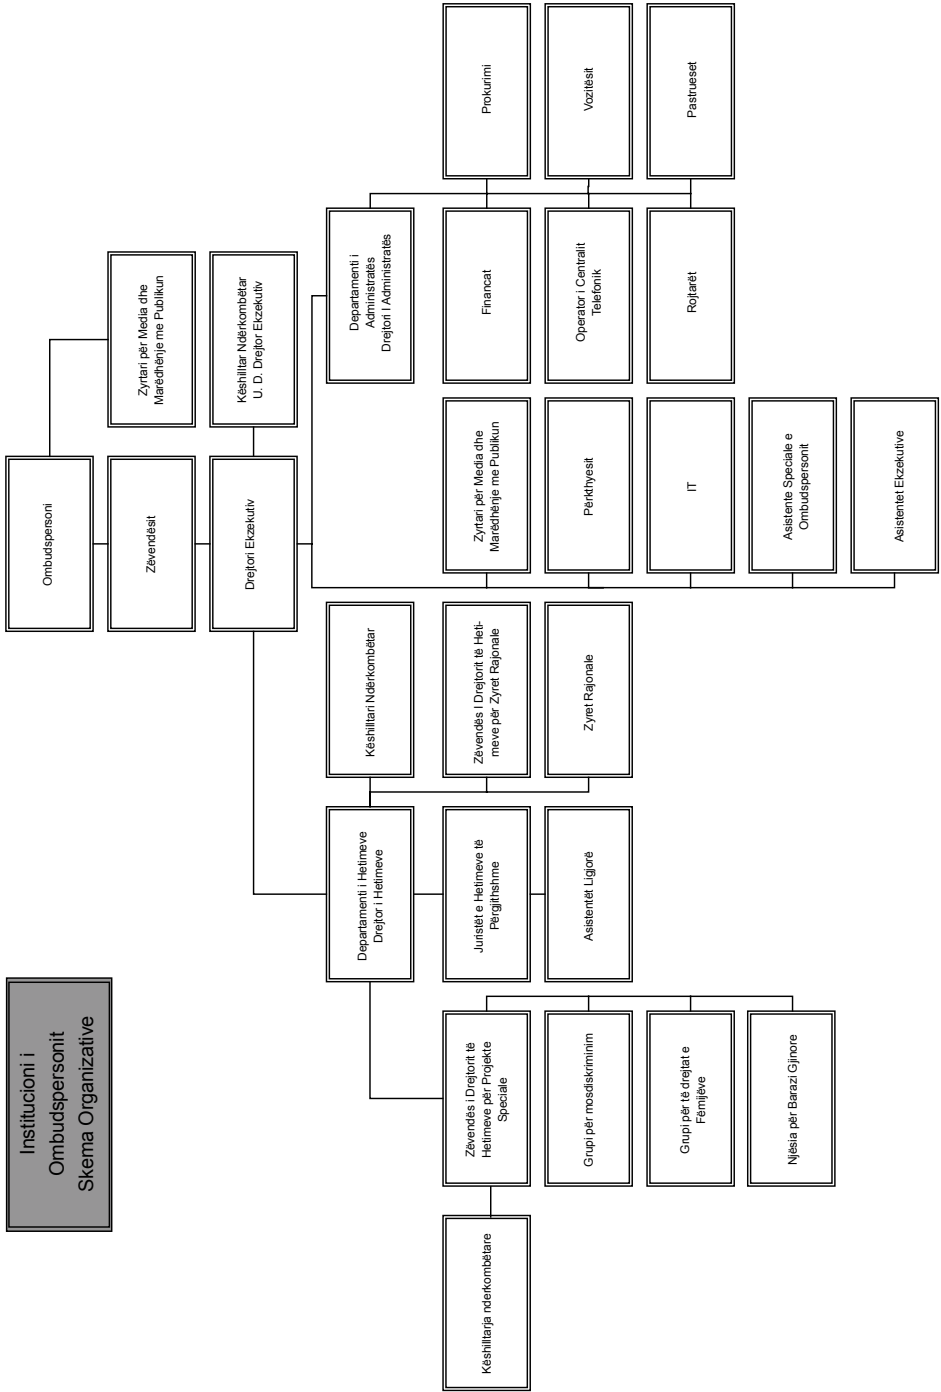 Institucioni i
Ombudspersonit
Skema Organizative
Ombudspersoni
Zëvendësit
Zyrtari për Media dhe
Marëdhënje me Publikun
Drejtori Ekzekutiv
Këshilltar Ndërkombëtar
U. D. Drejtor Ekzekutiv
Departamenti i Hetimeve
Drejtor i Hetimeve
Këshilltari Ndërkombëtar
Departamenti i
Administratës
Drejtori I Administratës
Këshilltarja nderkombëtare
Zëvendës i Drejtorit të
Hetimeve për Projekte
Speciale
Juristët e Hetimeve të
Përgjithshme
Zëvendës I Drejtorit të Heti-
meve për Zyret Rajonale
Zyrtari për Media dhe
Marëdhënje me Publikun
Financat
Prokurimi
Grupi për mosdiskriminim
Asistentët Ligjorë
Zyret Rajonale
Përkthyesit
Operator i Centralit
Telefonik
Vozitësit
Grupi për të drejtat e
Fëmijëve
IT
Rojtarët
Pastrueset
Njësia për Barazi Gjinore
Asistente Speciale e
Ombudspersonit
Asistentet Ekzekutive